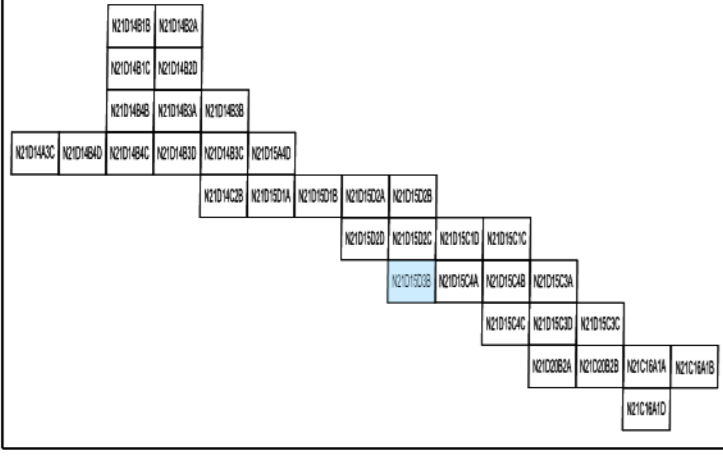 N21D14B1B N21D14B2A
N21D14B1C N21D14B2D
N21D14B4B N21D14B3A N21D14B3B
N21D14A3C N21D14B4D N21D14B4C N21D14B3D N21D14B3C N21D15A4D
N21D14C2B N21D15D1A N21D15D1B N21D15D2A N21D15D2B
N21D15D2D N21D15D2C N21D15C1D N21D15C1C
N21D15D3B N21D15C4A N21D15C4B N21D15C3A
N21D15C4C N21D15C3D N21D15C3C
N21D20B2A N21D20B2B N21C16A1A N21C16A1B
N21C16A1D